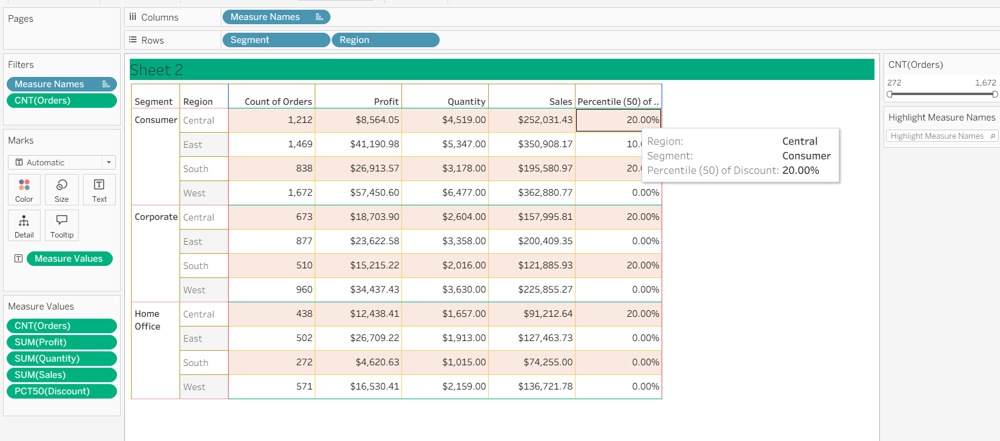 Pages
Columns
Measure Names
Rows
Segment Region
Filters
Measure Names
CNT(Orders)
Marks
Automatic
Color Size Text
Detail Tooltip
Measure Values
Measure Values
CNT(Orders)
SUM(Profit)
SUM(Quantity)
SUM(Sales)
PCT50(Discount)
Sheet 2
Segment Region Count of Orders Profit Quantity Sales Percentile (50) of ..
Consumer Central 1,212 $8,564.05 $4,519.00 $252,031.43 20.00%
East 1,469 $41,190.98 $5,347.00 $350,908.17 10.
South 838 $26,913.57 $3,178.00 $195,580.97 20.
West 1,672 $57,450.60 $6,477.00 $362,880.77 0.00%
Corporate Central 673 $18,703.90 $2,604.00 $157,995.81 20.00%
East 877 $23,622.58 $3,358.00 $200,409.35 0.00%
South 510 $15,215.22 $2,016.00 $121,885.93 20.00%
West 960 $34,437.43 $3,630.00 $225,855.27 0.00%
Home Office Central 438 $12,438.41 $1,657.00 $91,212.64 20.00%
East 502 $26,709.22 $1,913.00 $127,463.73 0.00%
South 272 $4,620.63 $1,015.00 $74,255.00 0.00%
West 571 $16,530.41 $2,159.00 $136,721.78 0.00%
Region: Central
Segment: Consumer
Percentile (50) of Discount: 20.00%
CNT(Orders)
272 1,672
Highlight Measure Names
Highlight Measure Names